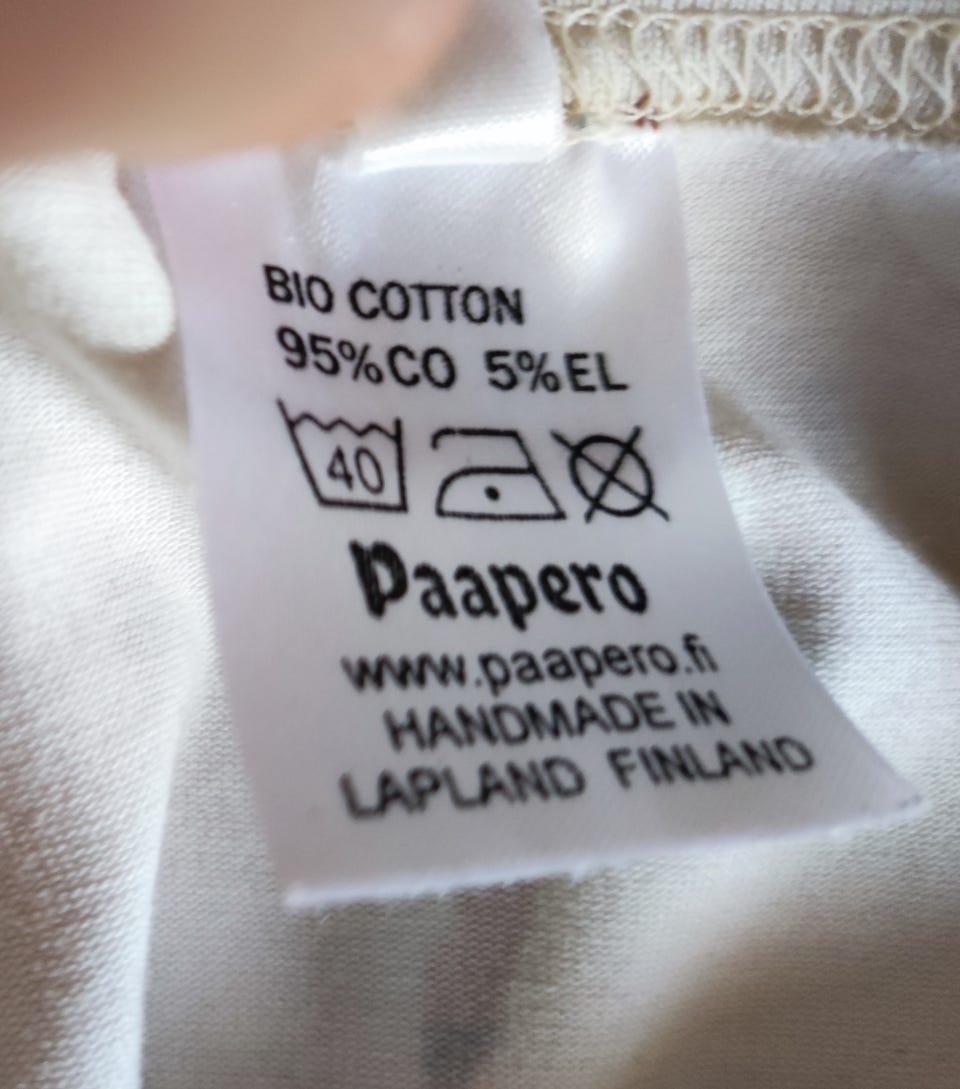 BIO COTTON
95%CO 5%EL
40
Paapero
www.paapero.fi
HANDMADE IN
LAPLAND FINLAND